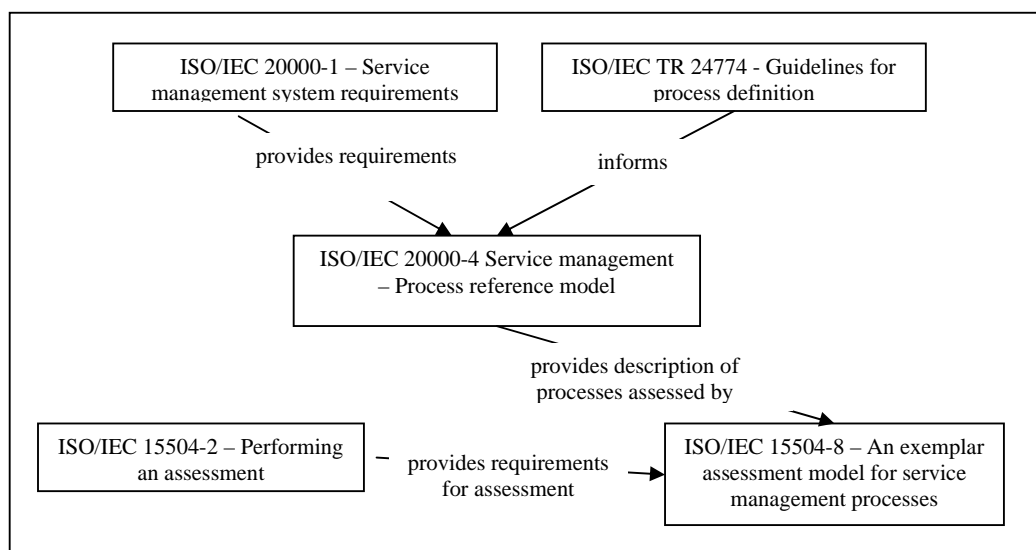 ISO/IEC 20000-1 – Service
management system requirements
ISO/IEC TR 24774 - Guidelines for
process definition
provides requirements
informs
ISO/IEC 20000-4 Service management
– Process reference model
provides description of
processes assessed by
ISO/IEC 15504-2 – Performing
an assessment
provides requirements
for assessment
ISO/IEC 15504-8 – An exemplar
assessment model for service
management processes